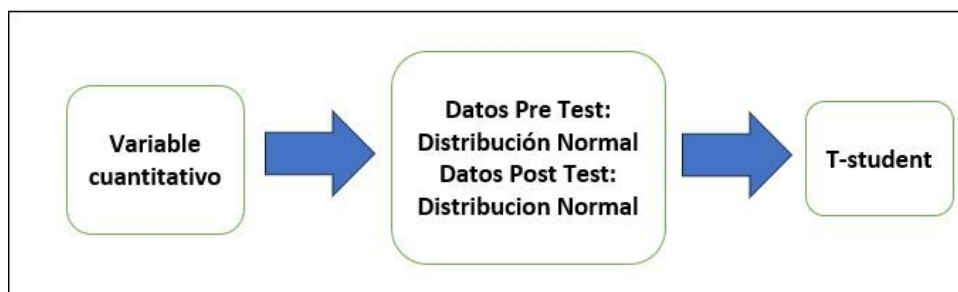 Variable
cuantitativo
Datos Pre Test:
Distribución Normal
Datos Post Test:
Distribucion Normal
T-student